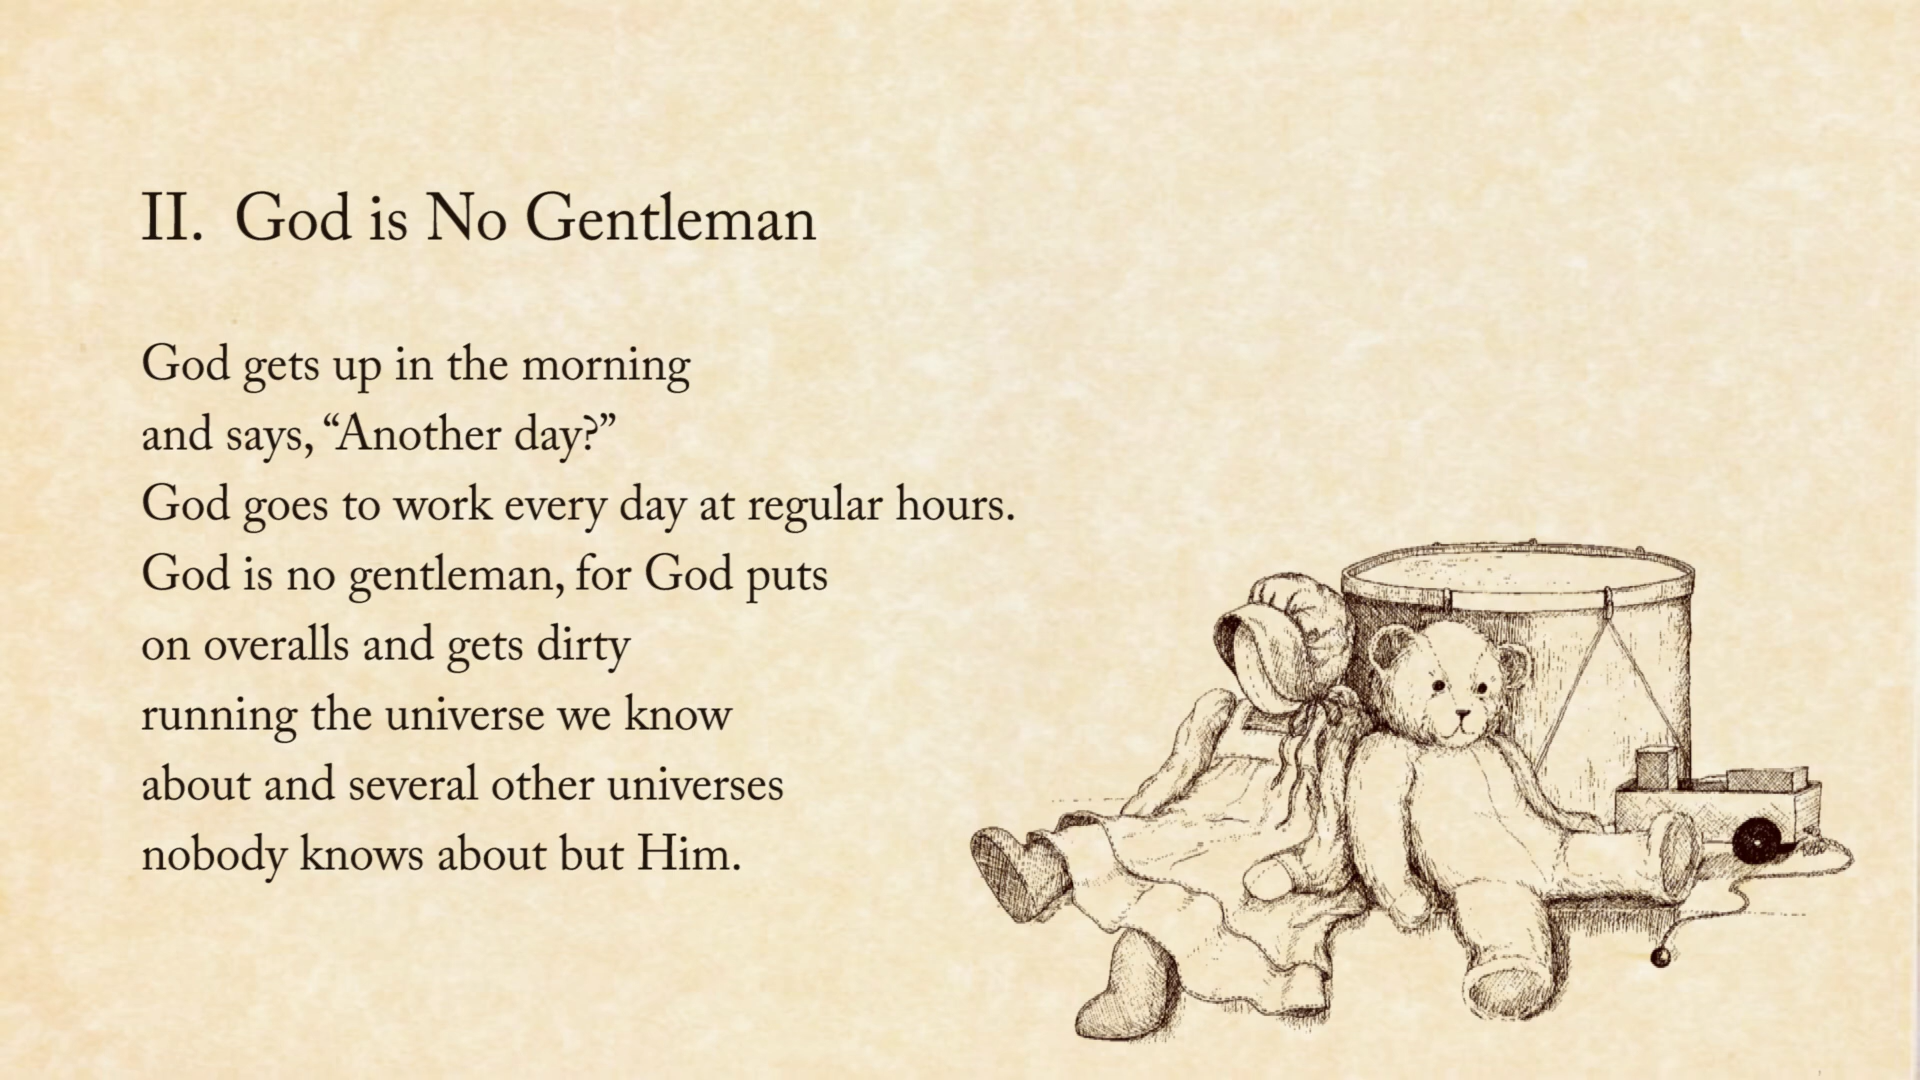 II. God is No Gentleman
God gets up in the morning
and says, “Another day?”
God goes to work every day at regular hours.
God is no gentleman, for God puts
on overalls and gets dirty
running the universe we know
about and several other universes
nobody knows about but Him.